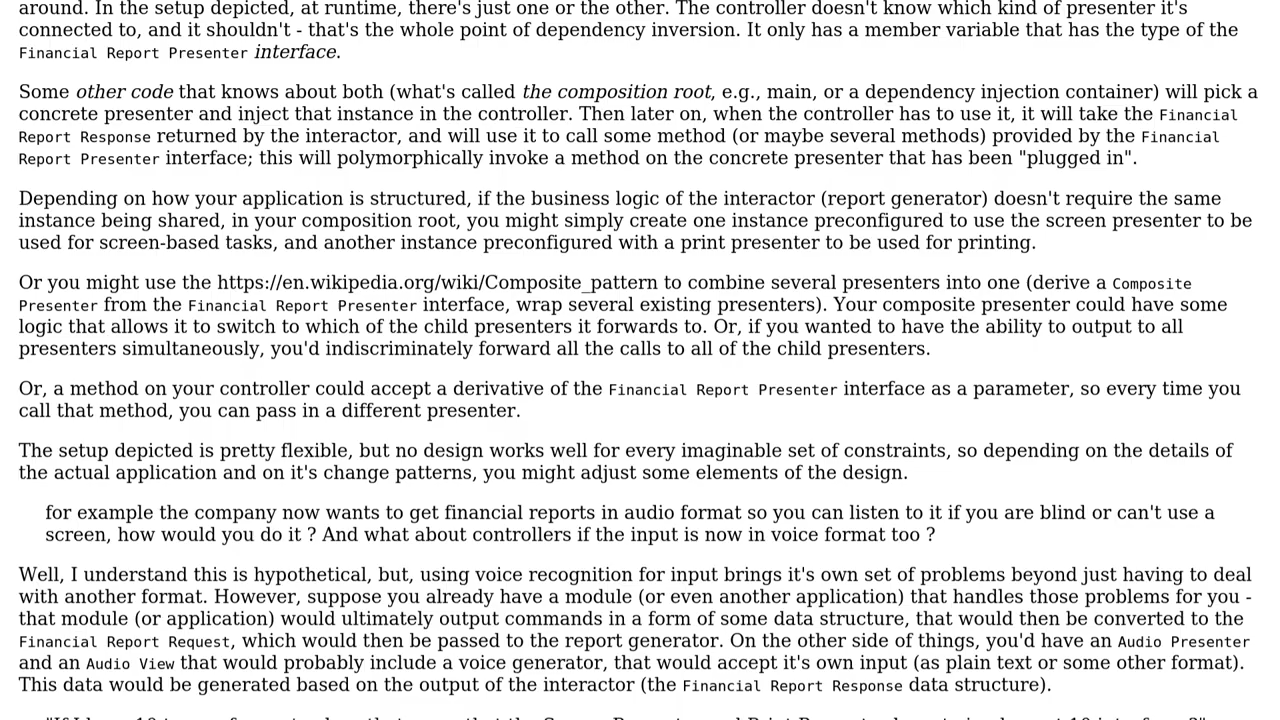 around. In the setup depicted, at runtime, there's just one or the other. The controller doesn't know which kind of presenter it's
connected to, and it shouldn't - that's the whole point of dependency inversion. It only has a member variable that has the type of the
Financial Report Presenter interface.
Some other code that knows about both (what's called the composition root, e.g., main, or a dependency injection container) will pick a
concrete presenter and inject that instance in the controller. Then later on, when the controller has to use it, it will take the Financial
Report Response returned by the interactor, and will use it to call some method (or maybe several methods) provided by the Financial
Report Presenter interface; this will polymorphically invoke a method on the concrete presenter that has been "plugged in".
Depending on how your application is structured, if the business logic of the interactor (report generator) doesn't require the same
instance being shared, in your composition root, you might simply create one instance preconfigured to use the screen presenter to be
used for screen-based tasks, and another instance preconfigured with a print presenter to be used for printing.
Or you might use the https://en.wikipedia.org/wiki/Composite_pattern to combine several presenters into one (derive a Composite
Presenter from the Financial Report Presenter interface, wrap several existing presenters). Your composite presenter could have some
logic that allows it to switch to which of the child presenters it forwards to. Or, if you wanted to have the ability to output to all
presenters simultaneously, you'd indiscriminately forward all the calls to all of the child presenters.
Or, a method on your controller could accept a derivative of the Financial Report Presenter interface as a parameter, so every time you
call that method, you can pass in a different presenter.
The setup depicted is pretty flexible, but no design works well for every imaginable set of constraints, so depending on the details of
the actual application and on it's change patterns, you might adjust some elements of the design.
for example the company now wants to get financial reports in audio format so you can listen to it if you are blind or can't use a
screen, how would you do it ? And what about controllers if the input is now in voice format too ?
Well, I understand this is hypothetical, but, using voice recognition for input brings it's own set of problems beyond just having to deal
with another format. However, suppose you already have a module (or even another application) that handles those problems for you -
that module (or application) would ultimately output commands in a form of some data structure, that would then be converted to the
Financial Report Request, which would then be passed to the report generator. On the other side of things, you'd have an Audio Presenter
and an Audio View that would probably include a voice generator, that would accept it's own input (as plain text or some other format).
This data would be generated based on the output of the interactor (the Financial Report Response data structure).